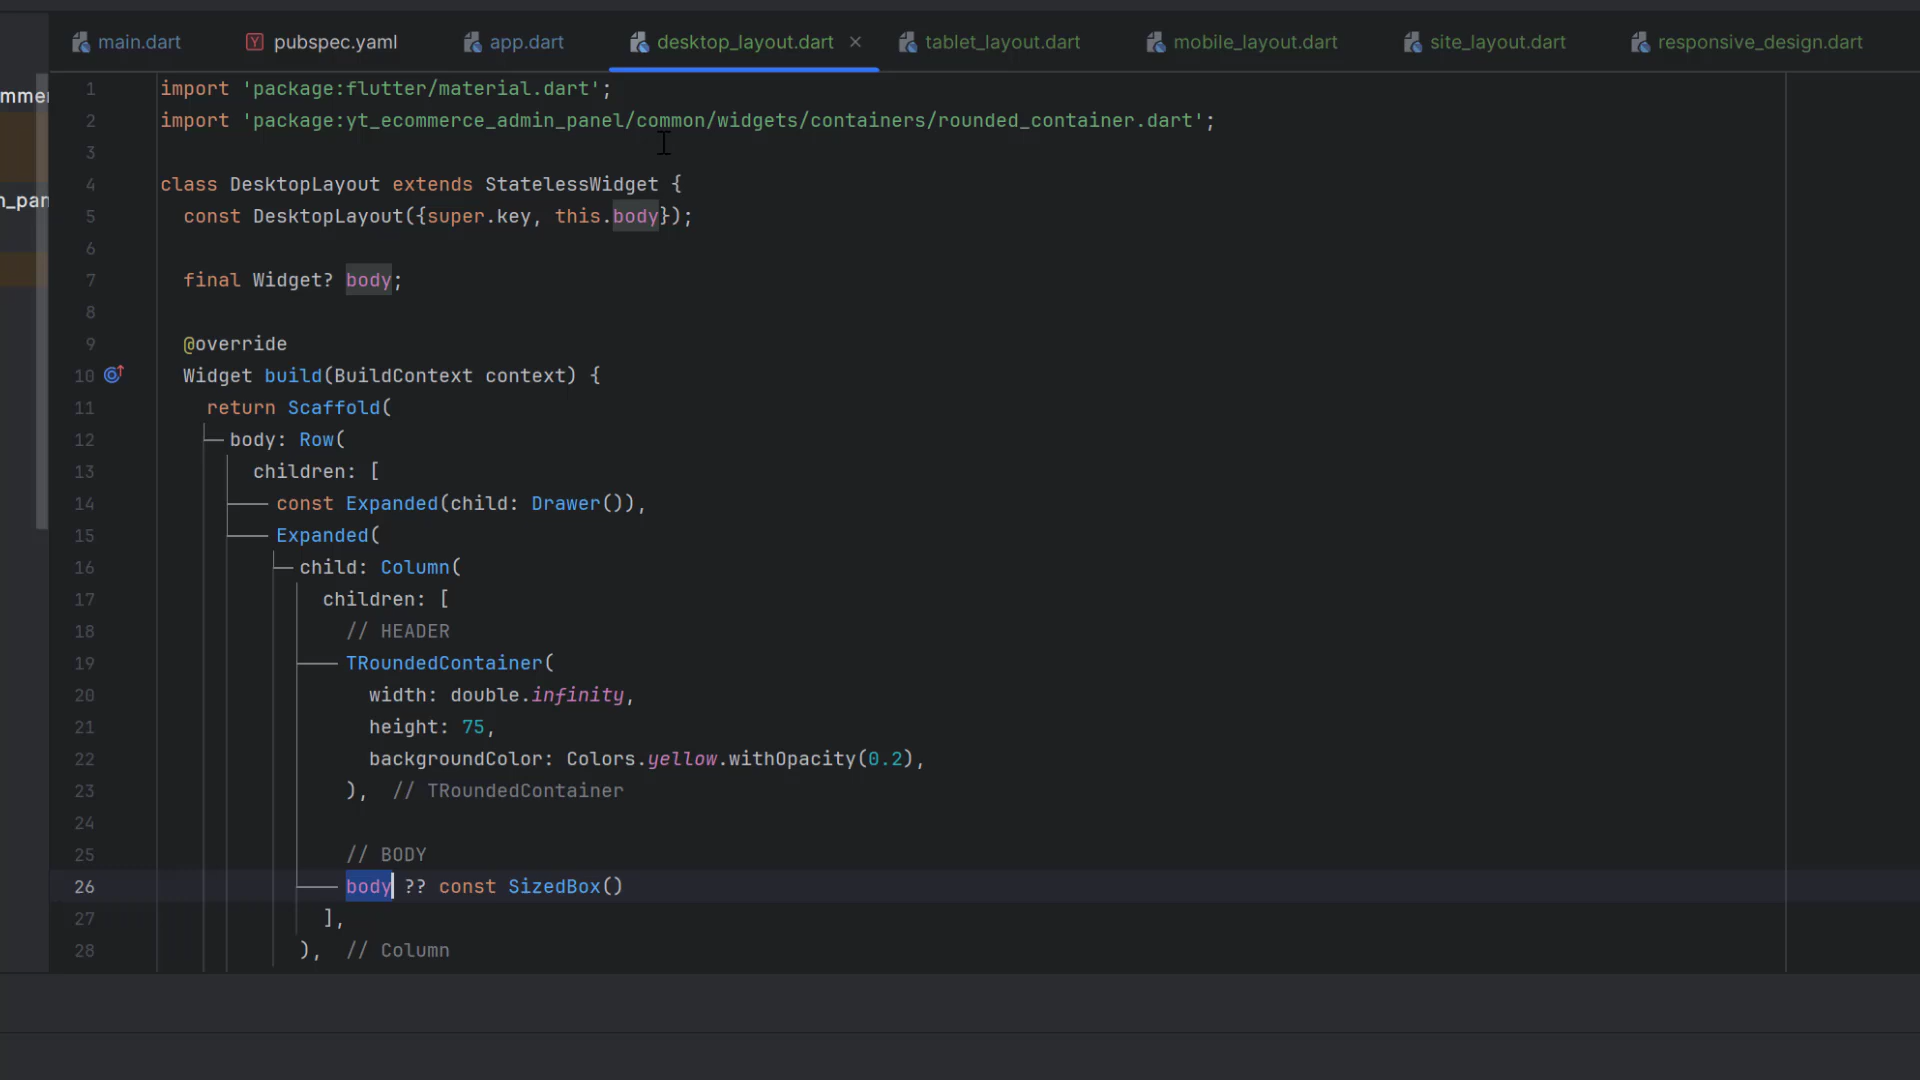 main.dart pubspec.yaml app.dart desktop_layout.dart tablet_layout.dart mobile_layout.dart site_layout.dart responsive_design.dart
1 import 'package:flutter/material.dart';
2 import 'package:yt_ecommerce_admin_panel/common/widgets/containers/rounded_container.dart';
3
4 class DesktopLayout extends StatelessWidget {
5 const DesktopLayout({super.key, this.body});
6
7 final Widget? body;
8
9 @override
10 Widget build(BuildContext context) {
11 return Scaffold(
12 body: Row(
13 children: [
14 const Expanded(child: Drawer()),
15 Expanded(
16 child: Column(
17 children: [
18 // HEADER
19 TRoundedContainer(
20 width: double.infinity,
21 height: 75,
22 backgroundColor: Colors.yellow.withOpacity(0.2),
23 ), // TRoundedContainer
24
25 // BODY
26 body ?? const SizedBox()
27 ],
28 ), // Column